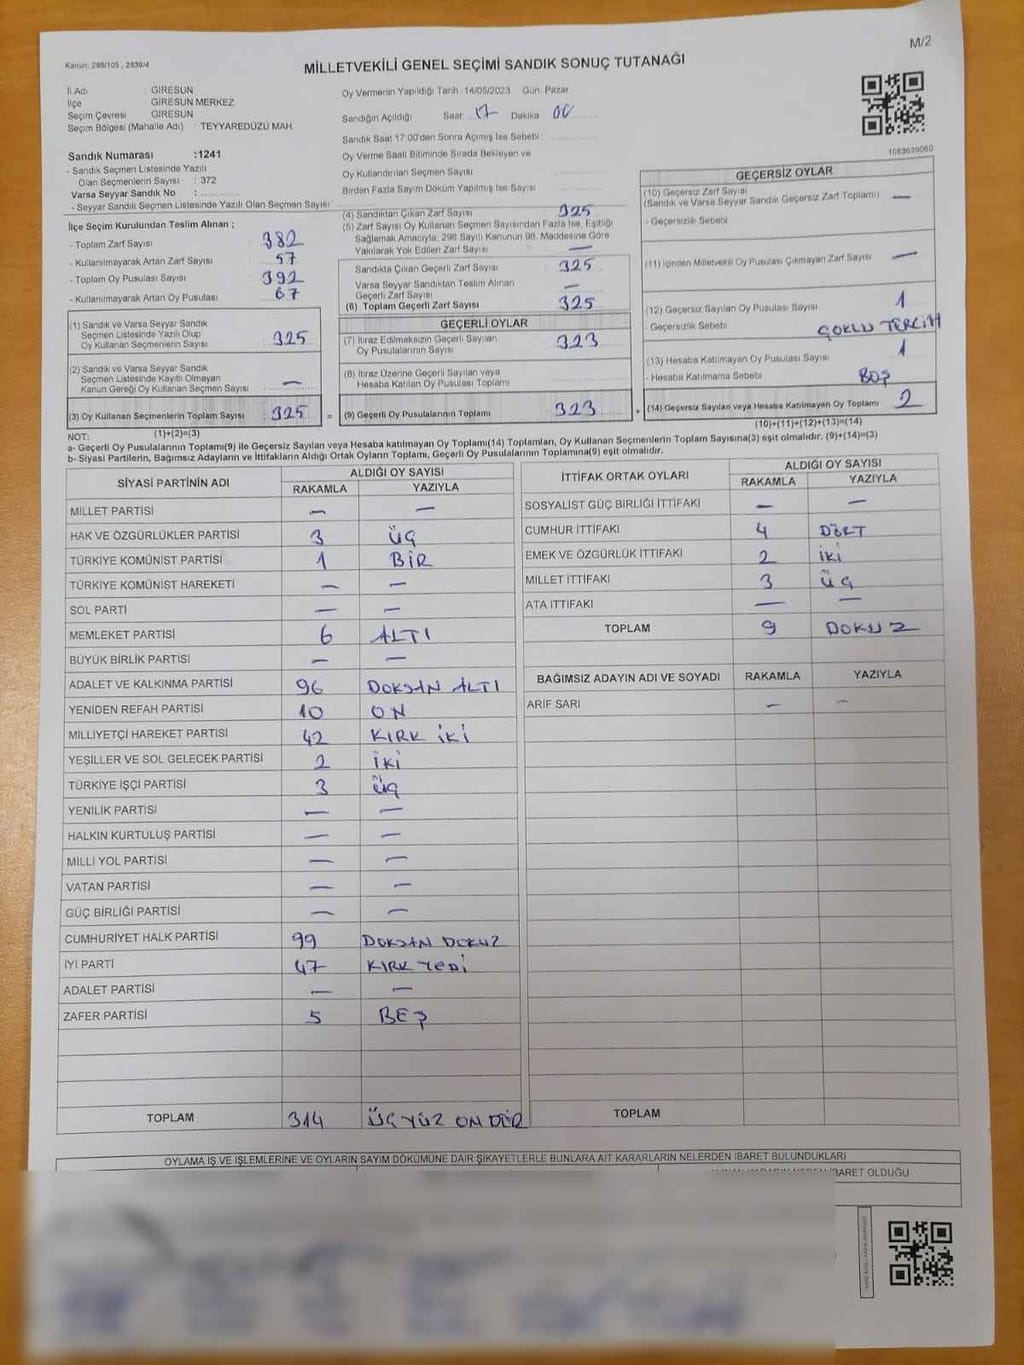 M/2
Kanun: 298/105 , 2839/4
MİLLETVEKİLİ GENEL SEÇİMİ SANDIK SONUÇ TUTANAĞI
İl Adı : GİRESUN
İlçe GİRESUN MERKEZ
Seçim Çevresi GİRESUN
Seçim Bölgesi (Mahalle Adı) : TEYYAREDÜZÜ MAH.
Oy Vermenin Yapıldığı Tarih :14/05/2023 Gün: Pazar
Sandığın Açıldığı Saat 17 Dakika 00
Sandık Saat 17:00'den Sonra Açılmış İse Sebebi :
Oy Verme Saati Bitiminde Sırada Bekleyen ve
Oy Kullandırılan Seçmen Sayısı
Birden Fazla Sayım Döküm Yapılmış İse Sayısı
1083639060
Sandık Numarası :1241
- Sandık Seçmen Listesinde Yazılı
Olan Seçmenlerin Sayısı : 372
Varsa Seyyar Sandık No :
- Seyyar Sandık Seçmen Listesinde Yazılı Olan Seçmen Sayısı :
İlçe Seçim Kurulundan Teslim Alınan ;
- Toplam Zarf Sayısı 382
- Kullanılmayarak Artan Zarf Sayısı 57
- Toplam Oy Pusulası Sayısı 392
- Kullanılmayarak Artan Oy Pusulası 67
(1) Sandık ve Varsa Seyyar Sandık
Seçmen Listesinde Yazılı Olup
Oy Kullanan Seçmenlerin Sayısı 325
(2) Sandık ve Varsa Seyyar Sandık
Seçmen Listesinde Kayıtlı Olmayan
Kanun Gereği Oy Kullanan Seçmen Sayısı —
(3) Oy Kullanan Seçmenlerin Toplam Sayısı 325 =
(1)+(2)=(3)
(4) Sandıktan Çıkan Zarf Sayısı 325
(5) Zarf Sayısı Oy Kullanan Seçmen Sayısından Fazla İse, Eşitliği
Sağlamak Amacıyla; 298 Sayılı Kanunun 98. Maddesine Göre
Yakılarak Yok Edilen Zarf Sayısı —
Sandıkta Çıkan Geçerli Zarf Sayısı 325
Varsa Seyyar Sandıktan Teslim Alınan
Geçerli Zarf Sayısı —
(6) Toplam Geçerli Zarf Sayısı 325
GEÇERLİ OYLAR
(7) İtiraz Edilmeksizin Geçerli Sayılan
Oy Pusulalarının Sayısı 323
(8) İtiraz Üzerine Geçerli Sayılan veya
Hesaba Katılan Oy Pusulası Toplamı
(9) Geçerli Oy Pusulalarının Toplamı 323 +
GEÇERSİZ OYLAR
(10) Geçersiz Zarf Sayısı
(Sandık ve Varsa Seyyar Sandık Geçersiz Zarf Toplamı) —
- Geçersizlik Sebebi
(11) İçinden Milletvekili Oy Pusulası Çıkmayan Zarf Sayısı —
(12) Geçersiz Sayılan Oy Pusulası Sayısı 1
- Geçersizlik Sebebi ÇOKLU TERCİH
(13) Hesaba Katılmayan Oy Pusulası Sayısı 1
- Hesaba Katılmama Sebebi BOŞ
(14) Geçersiz Sayılan veya Hesaba Katılmayan Oy Toplamı 2
(10)+(11)+(12)+(13)=(14)
NOT:
a- Geçerli Oy Pusulalarının Toplamı(9) ile Geçersiz Sayılan veya Hesaba katılmayan Oy Toplamı(14) Toplamları, Oy Kullanan Seçmenlerin Toplam Sayısına(3) eşit olmalıdır. (9)+(14)=(3)
b- Siyasi Partilerin, Bağımsız Adayların ve İttifakların Aldığı Ortak Oyların Toplamı, Geçerli Oy Pusulalarının Toplamına(9) eşit olmalıdır.
SİYASİ PARTİNİN ADI ALDIĞI OY SAYISI
RAKAMLA YAZIYLA
MİLLET PARTİSİ — —
HAK VE ÖZGÜRLÜKLER PARTİSİ 3 ÜÇ
TÜRKİYE KOMÜNİST PARTİSİ 1 BİR
TÜRKİYE KOMÜNİST HAREKETİ — —
SOL PARTİ — —
MEMLEKET PARTİSİ 6 ALTI
BÜYÜK BİRLİK PARTİSİ — —
ADALET VE KALKINMA PARTİSİ 96 DOKSAN ALTI
YENİDEN REFAH PARTİSİ 10 ON
MİLLİYETÇİ HAREKET PARTİSİ 42 KIRK İKİ
YEŞİLLER VE SOL GELECEK PARTİSİ 2 İKİ
TÜRKİYE İŞÇİ PARTİSİ 3 ÜÇ
YENİLİK PARTİSİ — —
HALKIN KURTULUŞ PARTİSİ — —
MİLLİ YOL PARTİSİ — —
VATAN PARTİSİ — —
GÜÇ BİRLİĞİ PARTİSİ — —
CUMHURİYET HALK PARTİSİ 99 DOKSAN DOKUZ
İYİ PARTİ 47 KIRK YEDİ
ADALET PARTİSİ — —
ZAFER PARTİSİ 5 BEŞ
TOPLAM 314 ÜÇ YÜZ ON DÖR
İTTİFAK ORTAK OYLARI ALDIĞI OY SAYISI
RAKAMLA YAZIYLA
SOSYALİST GÜÇ BİRLİĞİ İTTİFAKI — —
CUMHUR İTTİFAKI 4 DÖRT
EMEK VE ÖZGÜRLÜK İTTİFAKI 2 İKİ
MİLLET İTTİFAKI 3 ÜÇ
ATA İTTİFAKI — —
TOPLAM 9 DOKUZ
BAĞIMSIZ ADAYIN ADI VE SOYADI RAKAMLA YAZIYLA
ARİF SARI — —
TOPLAM
OYLAMA İŞ VE İŞLEMLERİNE VE OYLARIN SAYIM DÖKÜMÜNE DAİR ŞİKAYETLERLE BUNLARA AİT KARARLARIN NELERDEN İBARET BULUNDUKLARI
İBARET OLDUĞU